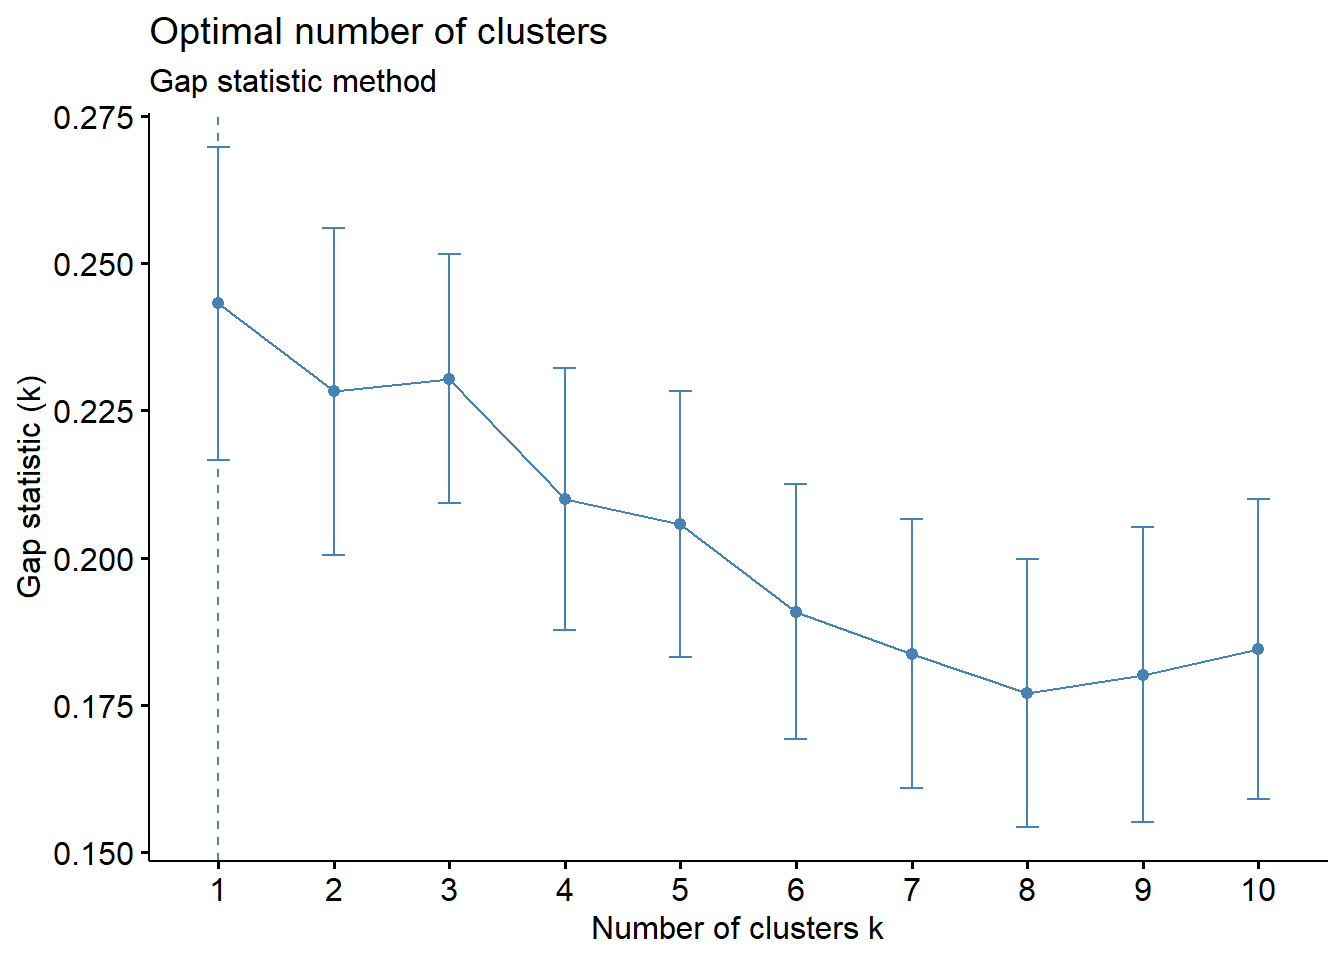 Optimal number of clusters
Gap statistic method
Gap statistic (k)
0.275
0.250
0.225
0.200
0.175
0.150
1 2 3 4 5 6 7 8 9 10
Number of clusters k